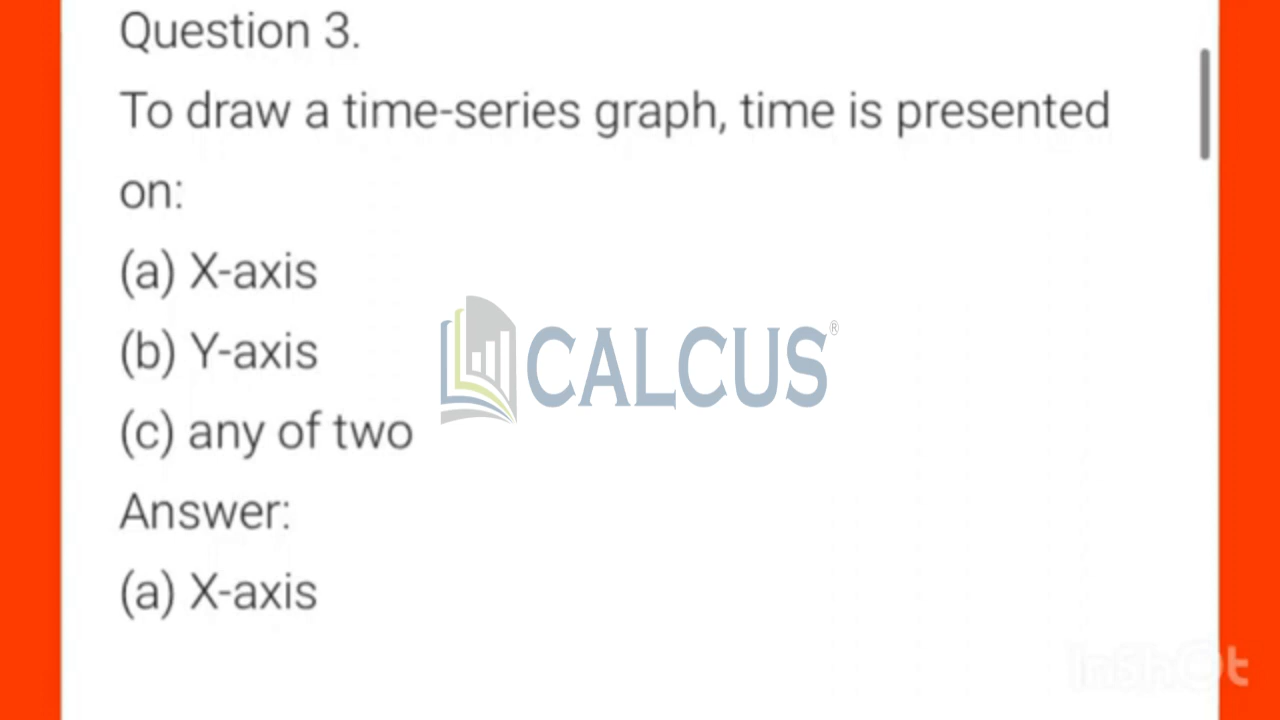 Question 3.
To draw a time-series graph, time is presented
on:
(a) X-axis
(b) Y-axis
CALCUS®
(c) any of two
Answer:
(a) X-axis
InShOt